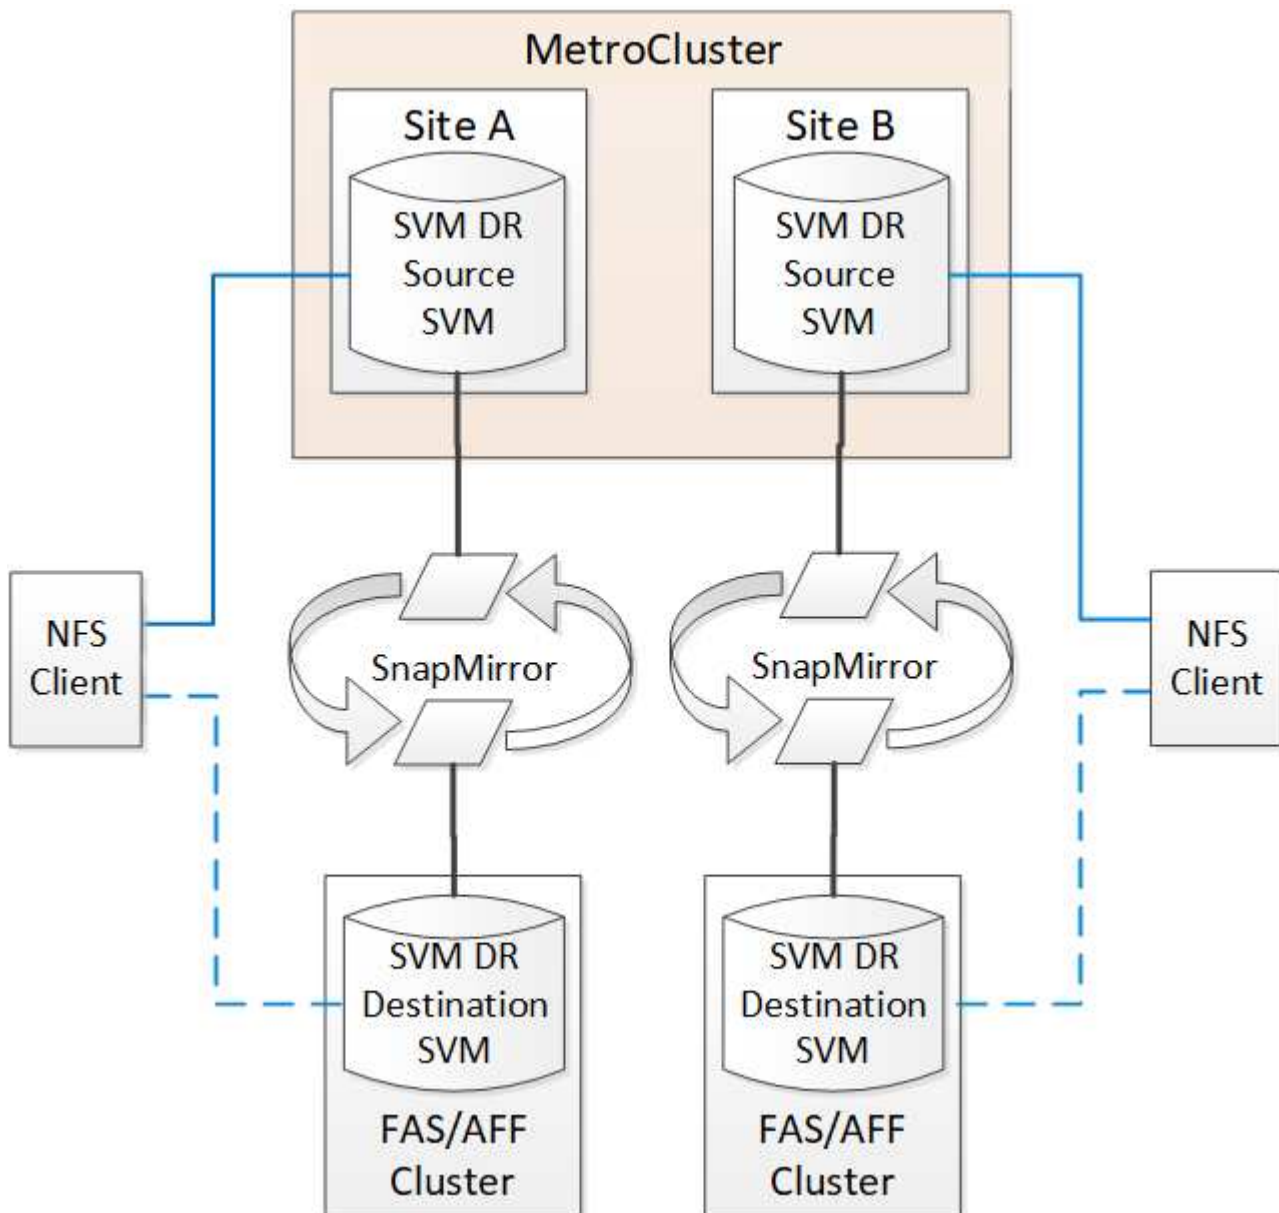 MetroCluster
Site A
SVM DR
Source
SVM
Site B
SVM DR
Source
SVM
NFS
Client
SnapMirror
SnapMirror
NFS
Client
SVM DR
Destination
SVM
FAS/AFF
Cluster
SVM DR
Destination
SVM
FAS/AFF
Cluster